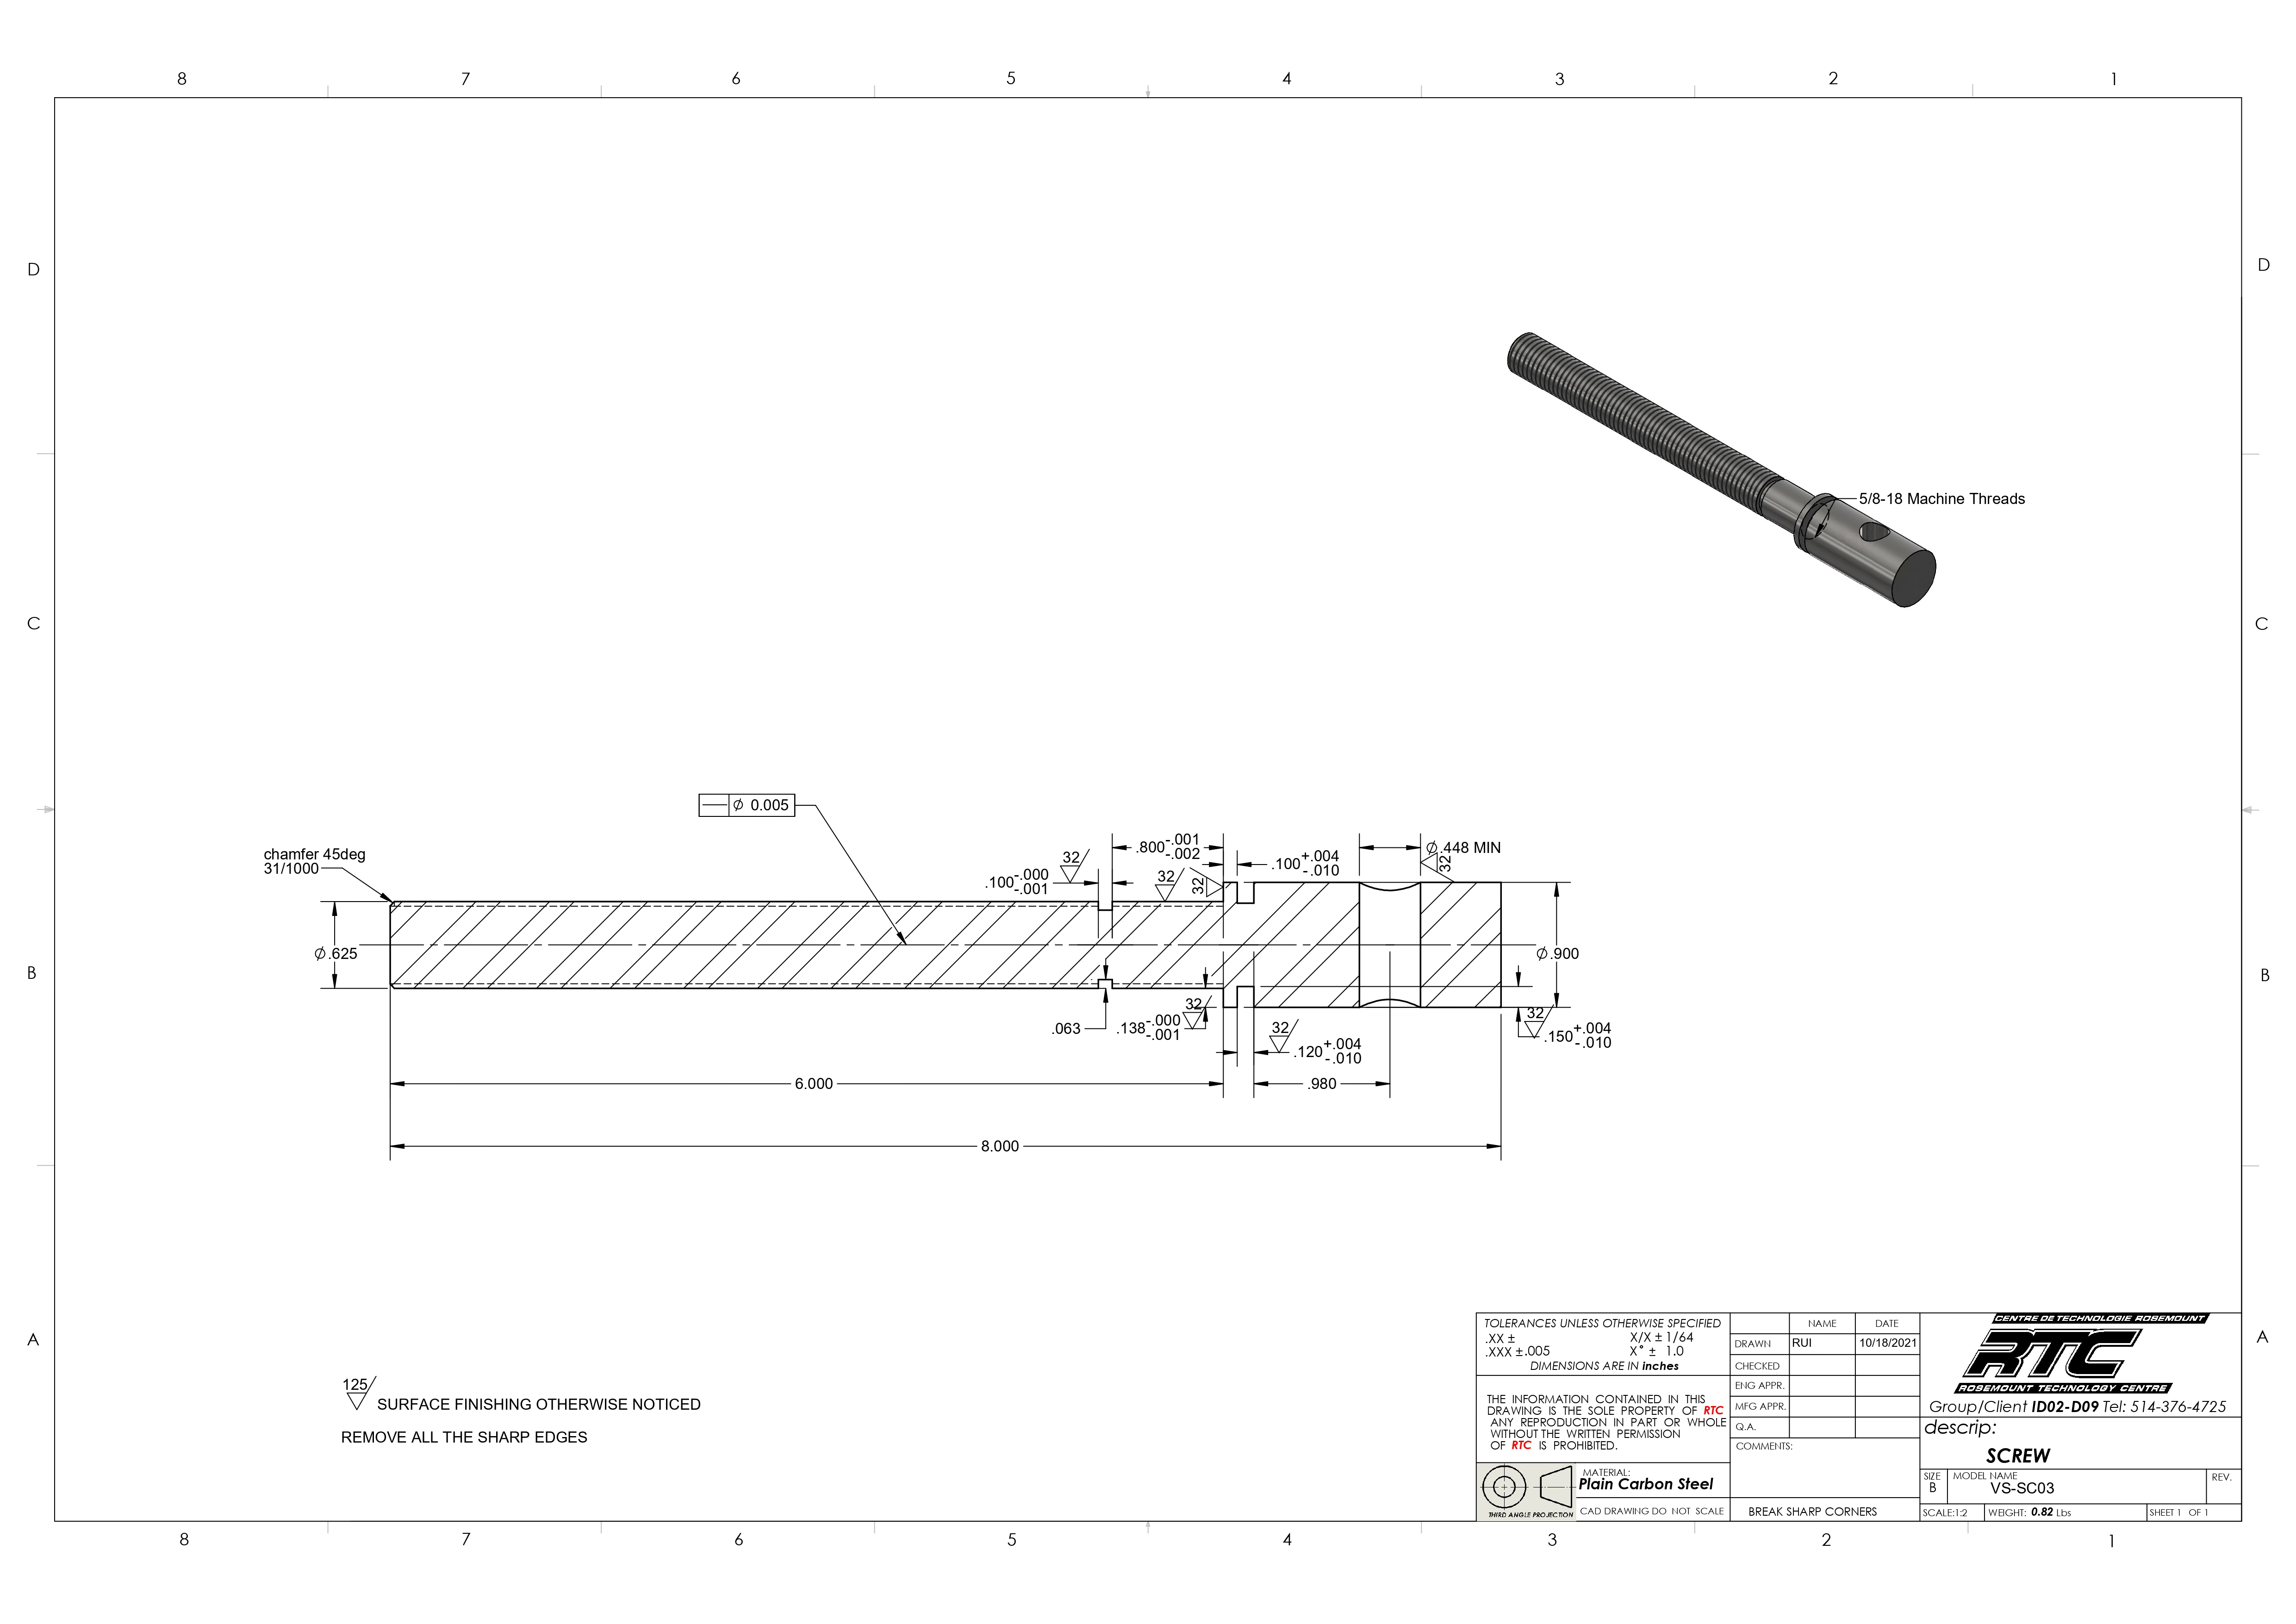 8 7 6 5 4 3 2 1
D D
C C
B B
A A
5/8-18 Machine Threads
⌀ 0.005
chamfer 45deg
31/1000
.100 -.000
-.001
32
.800 -.001
-.002
32
32
.100 +.004
-.010
⌀.448 MIN
32
⌀.625
⌀.900
.063
.138 -.000
-.001
32
32
.120 +.004
-.010
32
.150 +.004
-.010
6.000
.980
8.000
125
SURFACE FINISHING OTHERWISE NOTICED
REMOVE ALL THE SHARP EDGES
TOLERANCES UNLESS OTHERWISE SPECIFIED
.XX ± X/X ± 1/64
.XXX ±.005 X° ± 1.0
DIMENSIONS ARE IN inches
THE INFORMATION CONTAINED IN THIS
DRAWING IS THE SOLE PROPERTY OF RTC
ANY REPRODUCTION IN PART OR WHOLE
WITHOUT THE WRITTEN PERMISSION
OF RTC IS PROHIBITED.
THIRD ANGLE PROJECTION
MATERIAL:
Plain Carbon Steel
CAD DRAWING DO NOT SCALE
NAME DATE
DRAWN RUI 10/18/2021
CHECKED
ENG APPR.
MFG APPR.
Q.A.
COMMENTS:
BREAK SHARP CORNERS
CENTRE DE TECHNOLOGIE ROSEMOUNT
RTC
ROSEMOUNT TECHNOLOGY CENTRE
Group/Client ID02-D09 Tel: 514-376-4725
descrip:
SCREW
SIZE
B
MODEL NAME
VS-SC03
REV.
SCALE:1:2 WEIGHT: 0.82 Lbs SHEET 1 OF 1
8 7 6 5 4 3 2 1